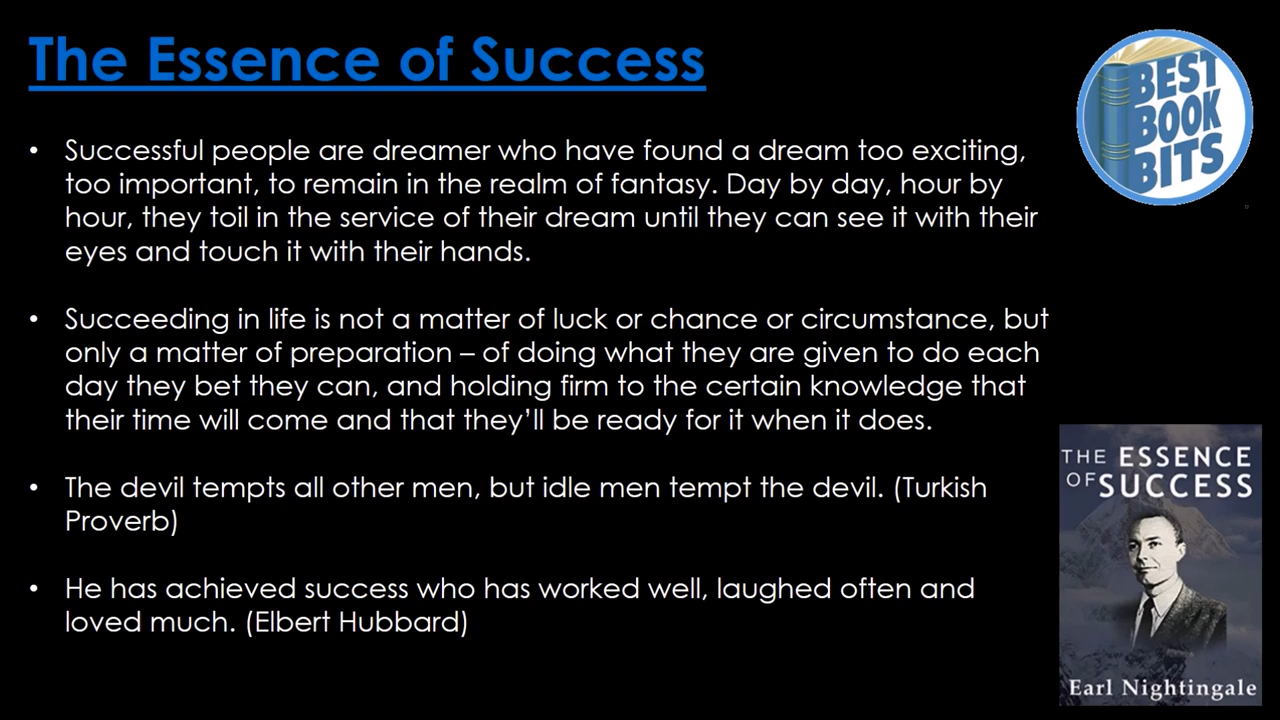 The Essence of Success
• Successful people are dreamer who have found a dream too exciting,
too important, to remain in the realm of fantasy. Day by day, hour by
hour, they toil in the service of their dream until they can see it with their
eyes and touch it with their hands.
• Succeeding in life is not a matter of luck or chance or circumstance, but
only a matter of preparation – of doing what they are given to do each
day they bet they can, and holding firm to the certain knowledge that
their time will come and that they’ll be ready for it when it does.
• The devil tempts all other men, but idle men tempt the devil. (Turkish
Proverb)
• He has achieved success who has worked well, laughed often and
loved much. (Elbert Hubbard)
BEST
BOOK
BITS
THE ESSENCE
OF SUCCESS
Earl Nightingale